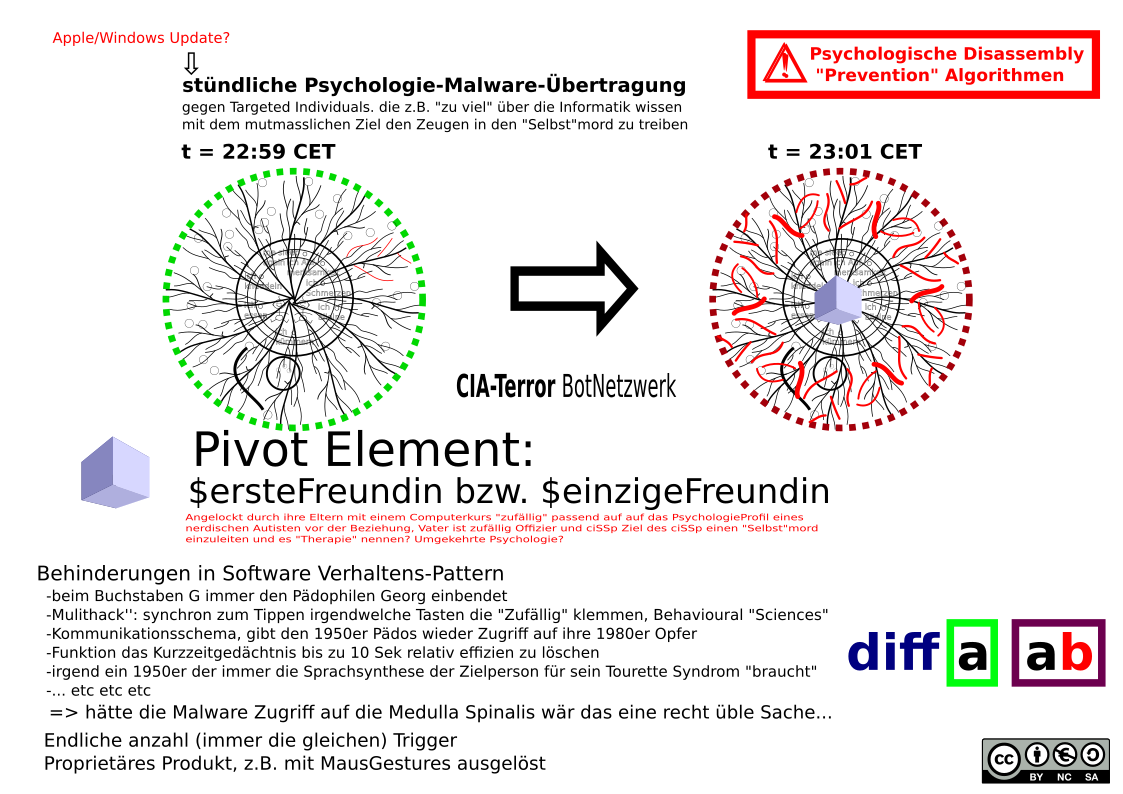 Apple/Windows Update?
⇩
stündliche Psychologie-Malware-Übertragung
gegen Targeted Individuals. die z.B. "zu viel" über die Informatik wissen
mit dem mutmasslichen Ziel den Zeugen in den "Selbst"mord zu treiben
Psychologische Disassembly
"Prevention" Algorithmen
t = 22:59 CET
t = 23:01 CET
CIA-Terror BotNetzwerk
Pivot Element:
$ersteFreundin bzw. $einzigeFreundin
Angelockt durch ihre Eltern mit einem Computerkurs "zufällig" passend auf auf das PsychologieProfil eines
nerdischen Autisten vor der Beziehung, Vater ist zufällig Offizier und ciSSp Ziel des ciSSp einen "Selbst"mord
einzuleiten und es "Therapie" nennen? Umgekehrte Psychologie?
Behinderungen in Software Verhaltens-Pattern
-beim Buchstaben G immer den Pädophilen Georg einbendet
-Mulithack'': synchron zum Tippen irgendwelche Tasten die "Zufällig" klemmen, Behavioural "Sciences"
-Kommunikationsschema, gibt den 1950er Pädos wieder Zugriff auf ihre 1980er Opfer
-Funktion das Kurzzeitgedächtnis bis zu 10 Sek relativ effizien zu löschen
-irgend ein 1950er der immer die Sprachsynthese der Zielperson für sein Tourette Syndrom "braucht"
-... etc etc etc
=> hätte die Malware Zugriff auf die Medulla Spinalis wär das eine recht üble Sache...
Endliche anzahl (immer die gleichen) Trigger
Proprietäres Produkt, z.B. mit MausGestures ausgelöst
diff a ab
cc BY NC SA